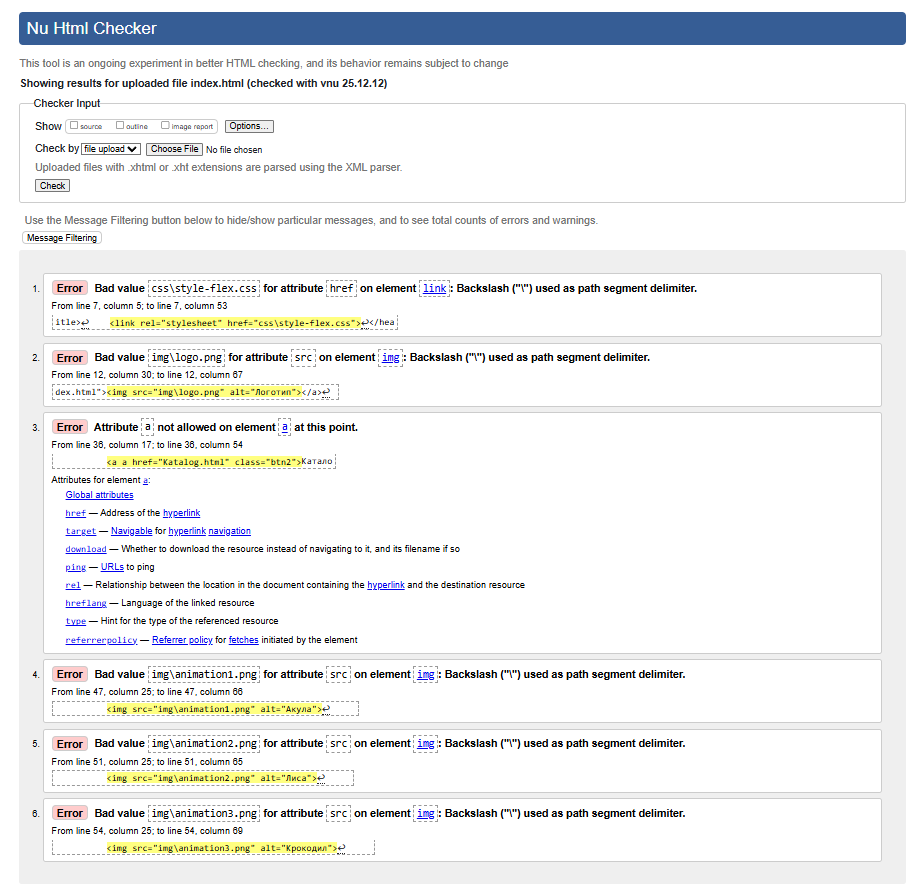 Nu Html Checker
This tool is an ongoing experiment in better HTML checking, and its behavior remains subject to change
Showing results for uploaded file index.html (checked with vnu 25.12.12)
Checker Input
Show source outline image report Options...
Check by file upload Choose File No file chosen
Uploaded files with .xhtml or .xht extensions are parsed using the XML parser.
Check
Use the Message Filtering button below to hide/show particular messages, and to see total counts of errors and warnings.
Message Filtering
1. Error Bad value css\style-flex.css for attribute href on element link: Backslash ("\") used as path segment delimiter.
From line 7, column 5; to line 7, column 53
itle>↩ <link rel="stylesheet" href="css\style-flex.css">↩</hea
2. Error Bad value img\logo.png for attribute src on element img: Backslash ("\") used as path segment delimiter.
From line 12, column 30; to line 12, column 67
dex.html"><img src="img\logo.png" alt="Логотип"></a>↩
3. Error Attribute a not allowed on element a at this point.
From line 36, column 17; to line 36, column 54
<a a href="Katalog.html" class="btn2">Катало
Attributes for element a:
Global attributes
href — Address of the hyperlink
target — Navigable for hyperlink navigation
download — Whether to download the resource instead of navigating to it, and its filename if so
ping — URLs to ping
rel — Relationship between the location in the document containing the hyperlink and the destination resource
hreflang — Language of the linked resource
type — Hint for the type of the referenced resource
referrerpolicy — Referrer policy for fetches initiated by the element
4. Error Bad value img\animation1.png for attribute src on element img: Backslash ("\") used as path segment delimiter.
From line 47, column 25; to line 47, column 66
<img src="img\animation1.png" alt="Акула">↩
5. Error Bad value img\animation2.png for attribute src on element img: Backslash ("\") used as path segment delimiter.
From line 51, column 25; to line 51, column 65
<img src="img\animation2.png" alt="Лиса">↩
6. Error Bad value img\animation3.png for attribute src on element img: Backslash ("\") used as path segment delimiter.
From line 54, column 25; to line 54, column 69
<img src="img\animation3.png" alt="Крокодил">↩